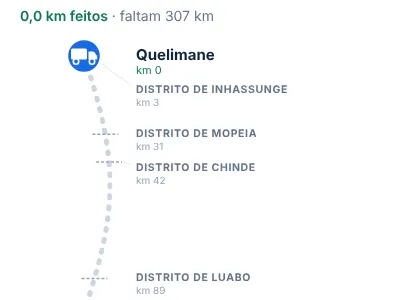 0,0 km feitos · faltam 307 km
Quelimane
km 0
DISTRITO DE INHASSUNGE
km 3
DISTRITO DE MOPEIA
km 31
DISTRITO DE CHINDE
km 42
DISTRITO DE LUABO
km 89